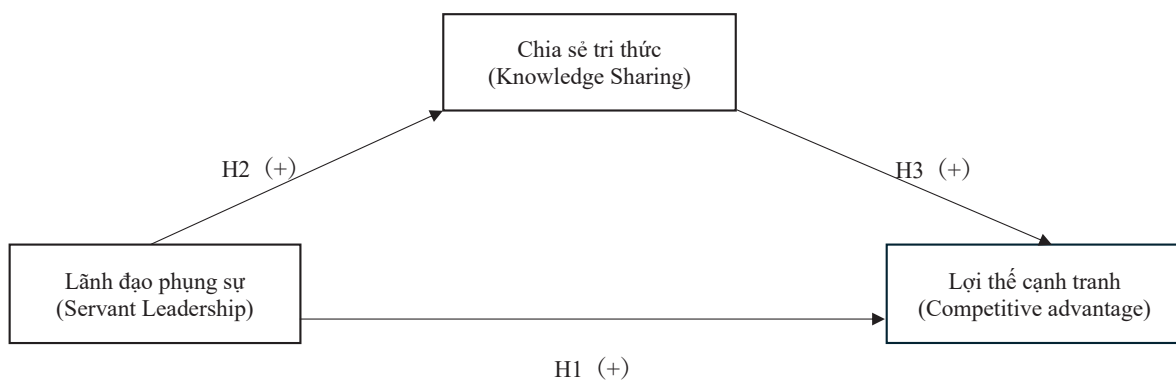 Chia sẻ tri thức
(Knowledge Sharing)
H2 (+)
H3 (+)
Lãnh đạo phụng sự
(Servant Leadership)
Lợi thế cạnh tranh
(Competitive advantage)
H1 (+)